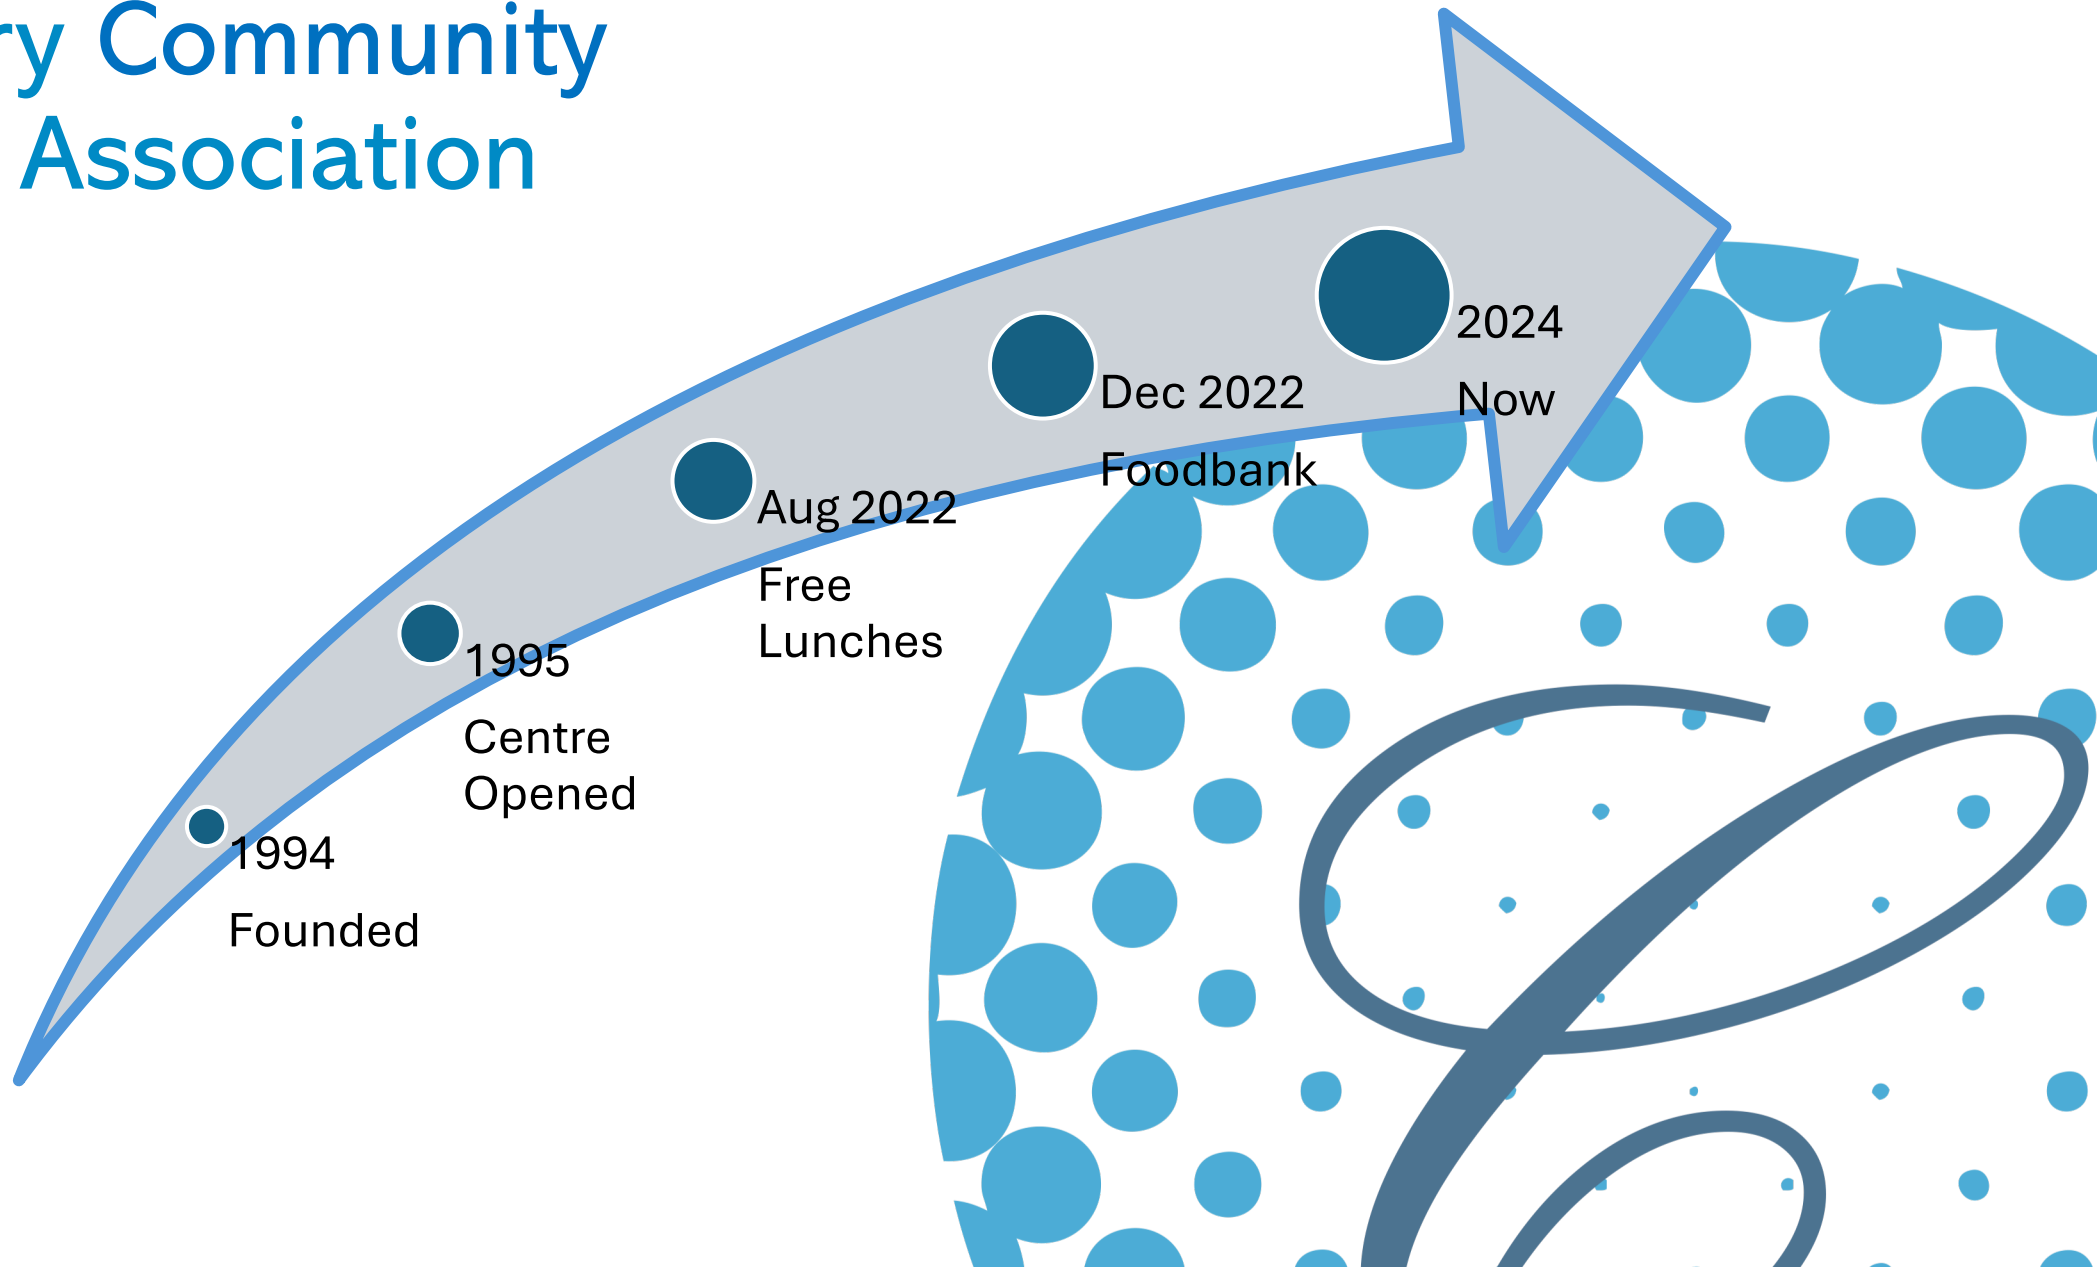 ry Community
Association
1994
Founded
1995
Centre
Opened
Aug 2022
Free
Lunches
Dec 2022
Foodbank
2024
Now